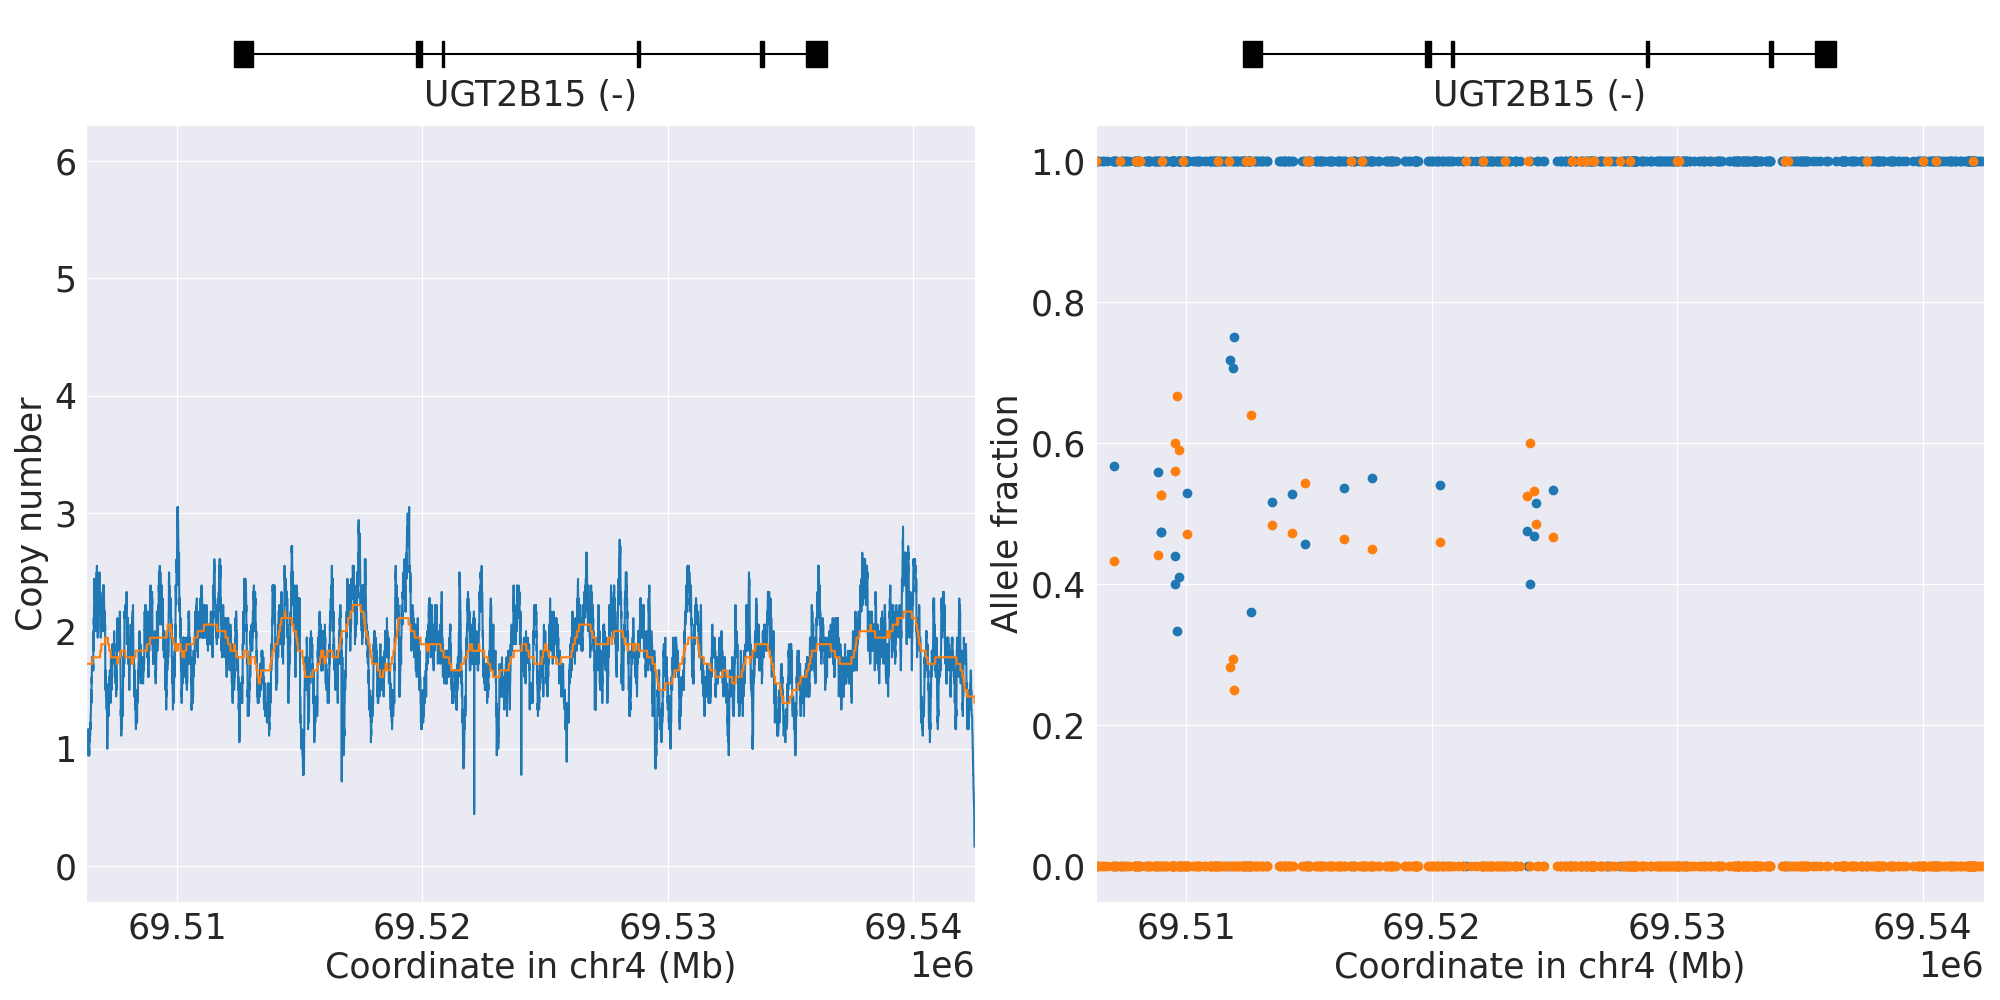 UGT2B15 (-)
6
5
4
3
2
1
0
Copy number
69.51 69.52 69.53 69.54
Coordinate in chr4 (Mb)
1e6
UGT2B15 (-)
1.0
0.8
0.6
0.4
0.2
0.0
Allele fraction
69.51 69.52 69.53 69.54
Coordinate in chr4 (Mb)
1e6